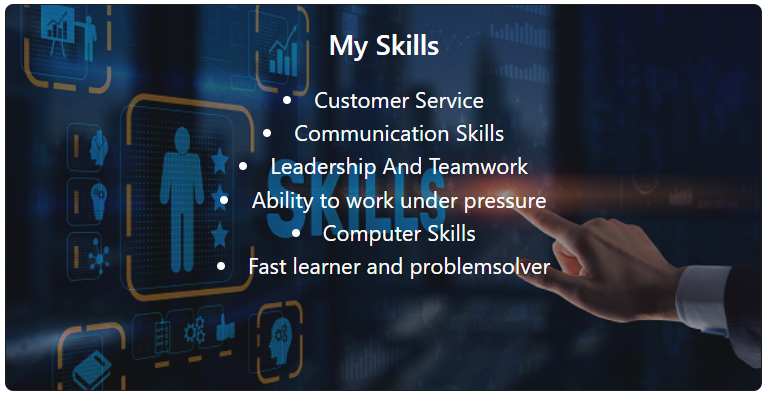 My Skills
• Customer Service
• Communication Skills
• Leadership And Teamwork
• Ability to work under pressure
SKILLS
• Computer Skills
• Fast learner and problemsolver